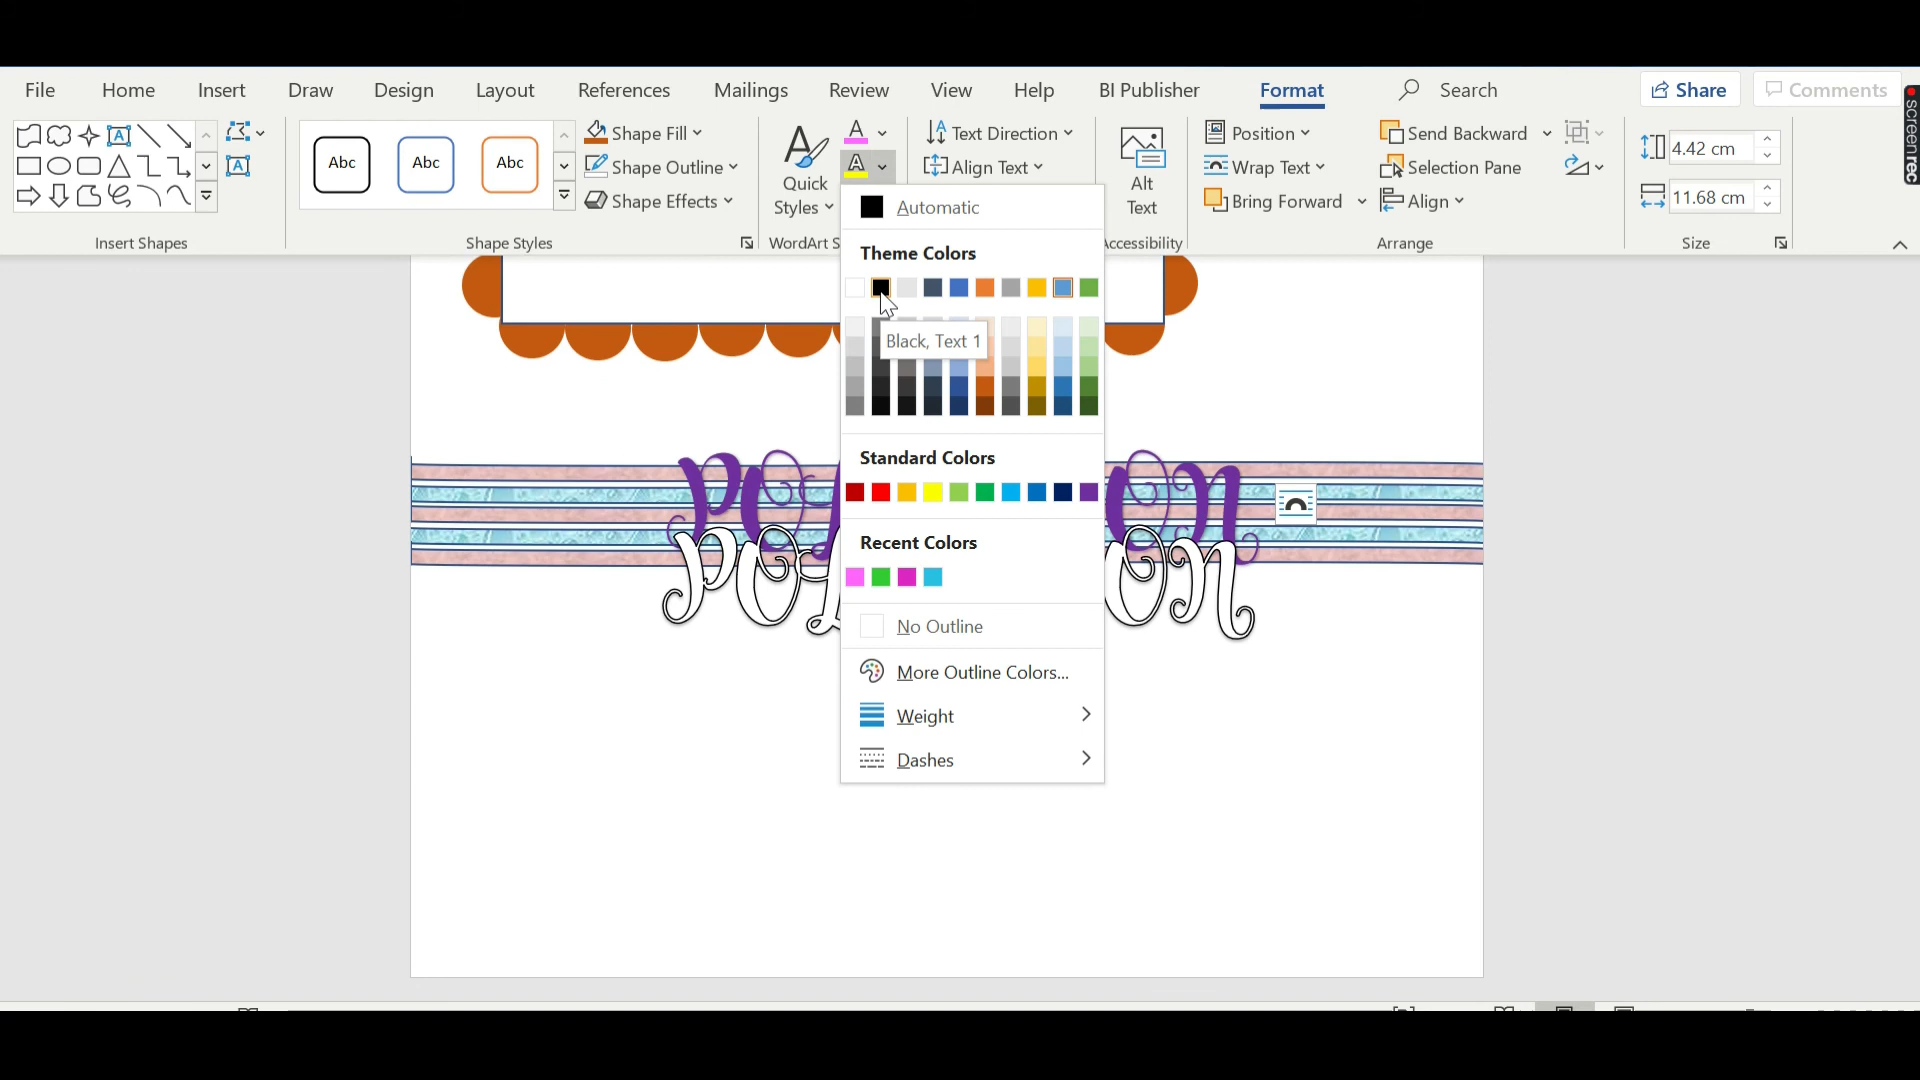 File Home Insert Draw Design Layout References Mailings Review View Help BI Publisher Format Search Share Comments
Abc Abc Abc
Shape Fill
Shape Outline
Shape Effects
Quick
Styles
A
A
Text Direction
Align Text
Alt
Text
Position
Wrap Text
Bring Forward
Send Backward
Selection Pane
Align
4.42 cm
11.68 cm
Insert Shapes Shape Styles WordArt S ccessibility Arrange Size
screenrec
Automatic
Theme Colors
Black, Text 1
Standard Colors
Recent Colors
No Outline
More Outline Colors...
Weight
Dashes